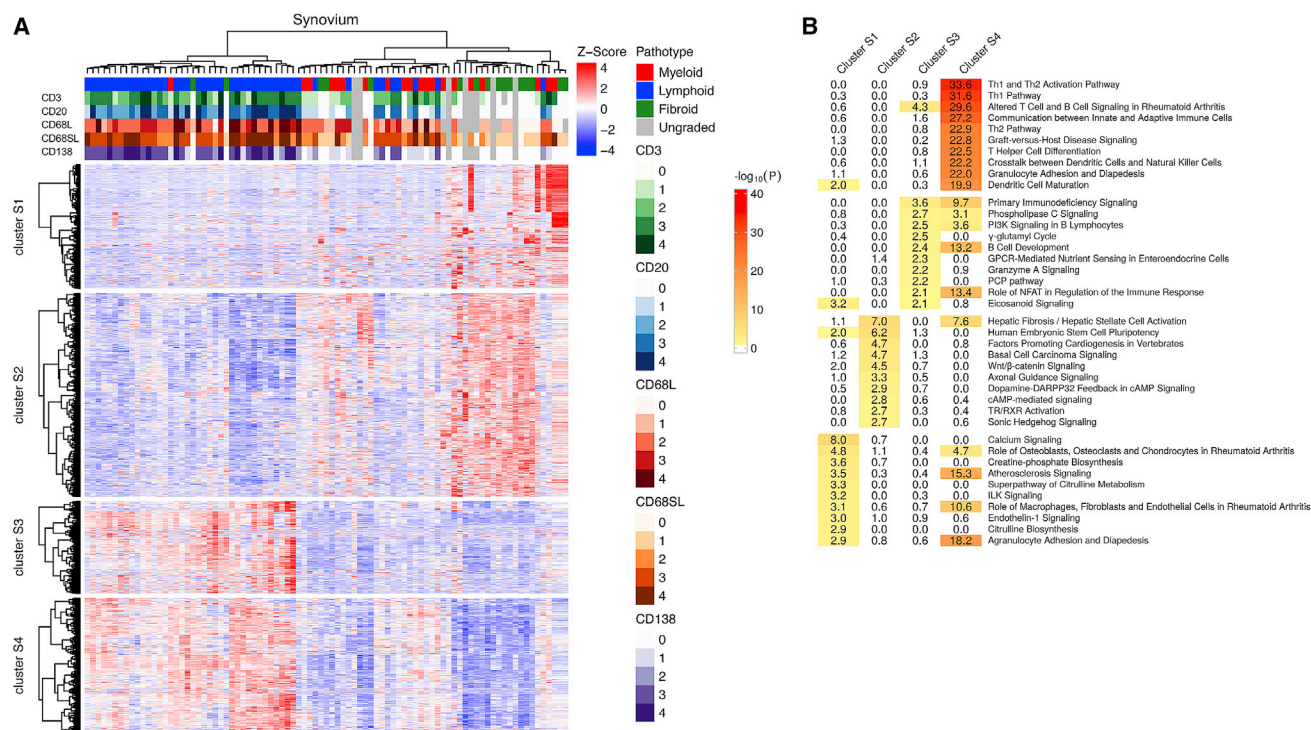 A
Synovium
CD3
CD20
CD68L
CD68SL
CD138
cluster S1
cluster S2
cluster S3
cluster S4
Z-Score
4
2
0
−2
−4
Pathotype
Myeloid
Lymphoid
Fibroid
Ungraded
CD3
0
1
2
3
4
CD20
0
1
2
3
4
CD68L
0
1
2
3
4
CD68SL
0
1
2
3
4
CD138
0
1
2
3
4
-log10(P)
40
30
20
10
0
B
Cluster S1
Cluster S2
Cluster S3
Cluster S4
0.0 0.0 0.9 33.6 Th1 and Th2 Activation Pathway
0.3 0.0 0.3 31.6 Th1 Pathway
0.6 0.0 4.3 29.6 Altered T Cell and B Cell Signaling in Rheumatoid Arthritis
0.6 0.0 1.6 27.2 Communication between Innate and Adaptive Immune Cells
0.0 0.0 0.8 22.9 Th2 Pathway
1.3 0.0 0.2 22.8 Graft-versus-Host Disease Signaling
0.0 0.0 0.8 22.5 T Helper Cell Differentiation
0.6 0.0 1.1 22.2 Crosstalk between Dendritic Cells and Natural Killer Cells
1.1 0.0 0.6 22.0 Granulocyte Adhesion and Diapedesis
2.0 0.0 0.3 19.9 Dendritic Cell Maturation
0.0 0.0 3.6 9.7 Primary Immunodeficiency Signaling
0.8 0.0 2.7 3.1 Phospholipase C Signaling
0.3 0.0 2.5 3.6 PI3K Signaling in B Lymphocytes
0.4 0.0 2.5 0.0 γ-glutamyl Cycle
0.0 0.0 2.4 13.2 B Cell Development
0.0 1.4 2.3 0.0 GPCR-Mediated Nutrient Sensing in Enteroendocrine Cells
0.0 0.0 2.2 0.9 Granzyme A Signaling
1.0 0.3 2.2 0.0 PCP pathway
0.0 0.0 2.1 13.4 Role of NFAT in Regulation of the Immune Response
3.2 0.0 2.1 0.8 Eicosanoid Signaling
1.1 7.0 0.0 7.6 Hepatic Fibrosis / Hepatic Stellate Cell Activation
2.0 6.2 1.3 0.0 Human Embryonic Stem Cell Pluripotency
0.6 4.7 0.0 0.8 Factors Promoting Cardiogenesis in Vertebrates
1.2 4.7 1.3 0.0 Basal Cell Carcinoma Signaling
2.0 4.5 0.7 0.0 Wnt/β-catenin Signaling
1.0 3.3 0.5 0.0 Axonal Guidance Signaling
0.5 2.9 0.7 0.0 Dopamine-DARPP32 Feedback in cAMP Signaling
0.0 2.8 0.6 0.4 cAMP-mediated signaling
0.8 2.7 0.3 0.4 TR/RXR Activation
0.0 2.7 0.0 0.6 Sonic Hedgehog Signaling
8.0 0.7 0.0 0.0 Calcium Signaling
4.8 1.1 0.4 4.7 Role of Osteoblasts, Osteoclasts and Chondrocytes in Rheumatoid Arthritis
3.6 0.7 0.0 0.0 Creatine-phosphate Biosynthesis
3.5 0.3 0.4 15.3 Atherosclerosis Signaling
3.3 0.0 0.0 0.0 Superpathway of Citrulline Metabolism
3.2 0.0 0.3 0.0 ILK Signaling
3.1 0.6 0.7 10.6 Role of Macrophages, Fibroblasts and Endothelial Cells in Rheumatoid Arthritis
3.0 1.0 0.9 0.6 Endothelin-1 Signaling
2.9 0.0 0.0 0.0 Citrulline Biosynthesis
2.9 0.8 0.6 18.2 Agranulocyte Adhesion and Diapedesis